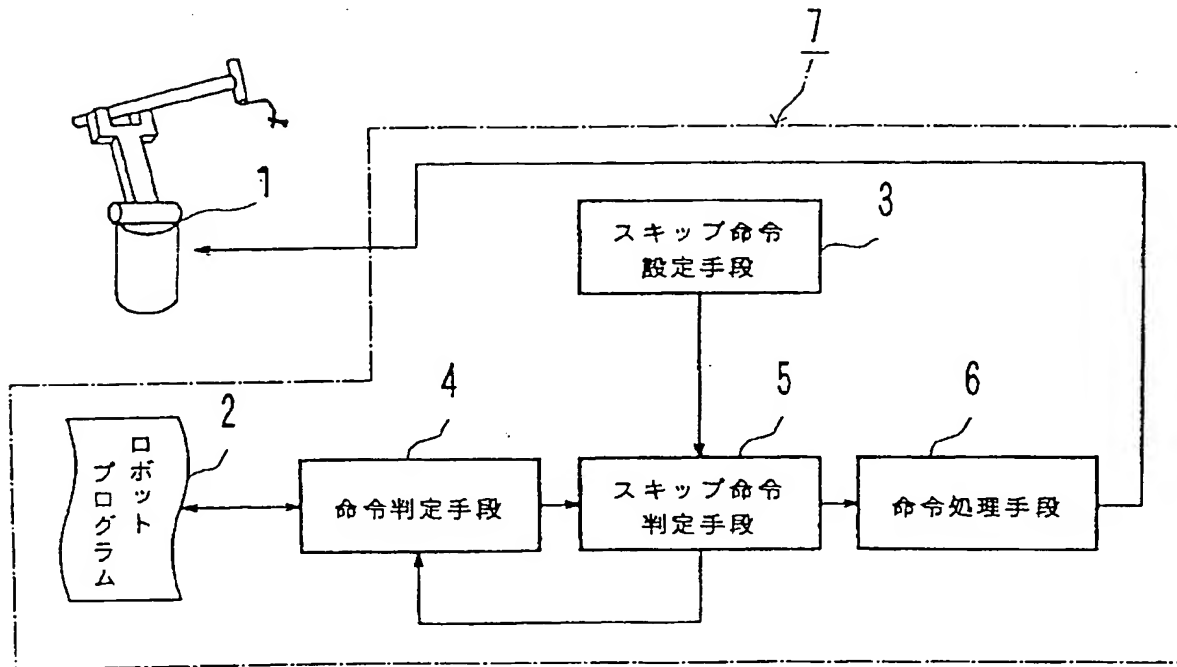 7
1
スキップ命令
設定手段
3
ロボット
プログラム
2
命令判定手段
4
スキップ命令
判定手段
5
命令処理手段
6